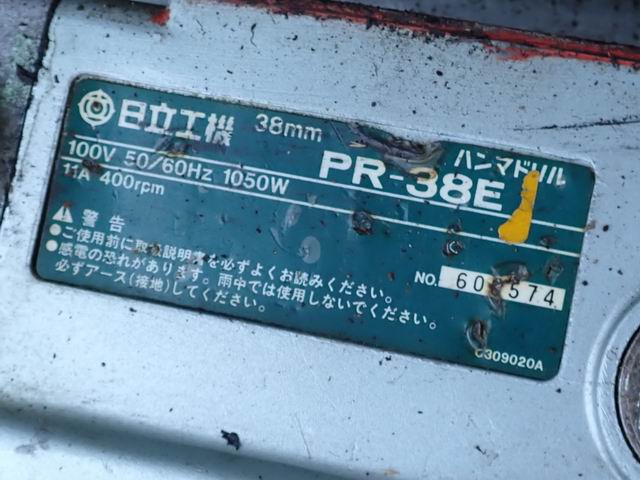 日立工機 38mm ハンマドリル
100V 50/60Hz 1050W PR-38E
11A 400rpm
警告
●ご使用前に取扱説明書を必ずよくお読みください。
●感電の恐れがあります。雨中では使用しないでください。
必ずアース(接地)してください。
NO.
C309020A